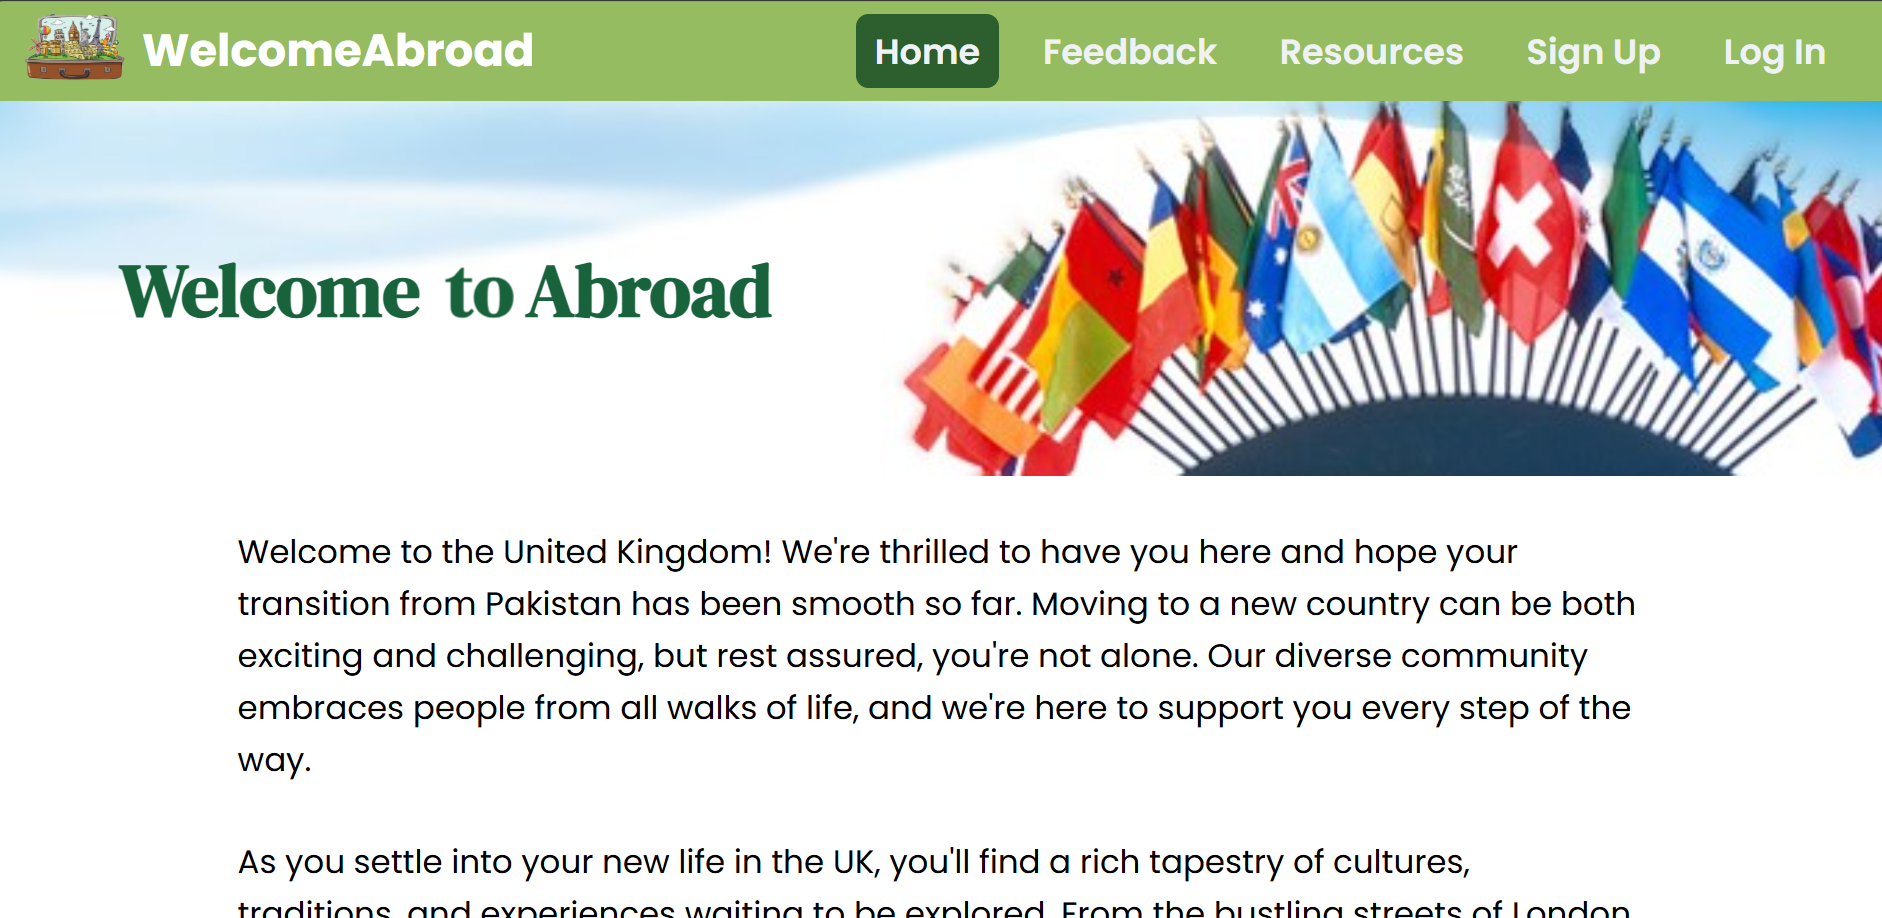 WelcomeAbroad
Home
Feedback
Resources
Sign Up
Log In
Welcome to Abroad
Welcome to the United Kingdom! We're thrilled to have you here and hope your
transition from Pakistan has been smooth so far. Moving to a new country can be both
exciting and challenging, but rest assured, you're not alone. Our diverse community
embraces people from all walks of life, and we're here to support you every step of the
way.
As you settle into your new life in the UK, you'll find a rich tapestry of cultures,
traditions, and experiences waiting to be explored. From the bustling streets of London